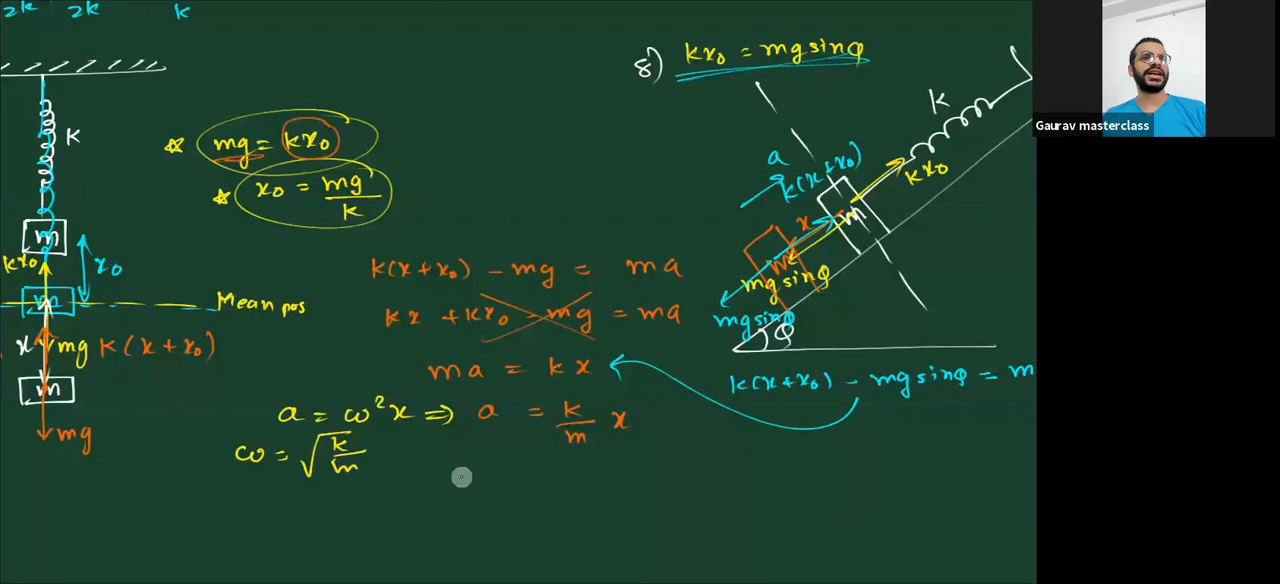 2k 2k k
K
mg = kx₀
x₀ = mg/k
m
x₀
kx₀
m
Mean pos
x
mg
K(x+x₀)
m
mg
k(x+x₀) - mg = ma
kx + kx₀ - mg = ma
ma = kx
a = ω²x ⇒ a = k/m x
ω = √(k/m)
8) kx₀ = mg sinφ
K
a
k(x+x₀)
kx₀
x
m
m
mg sinφ
mg sinφ
φ
k(x+x₀) - mg sinφ = m
Gaurav masterclass